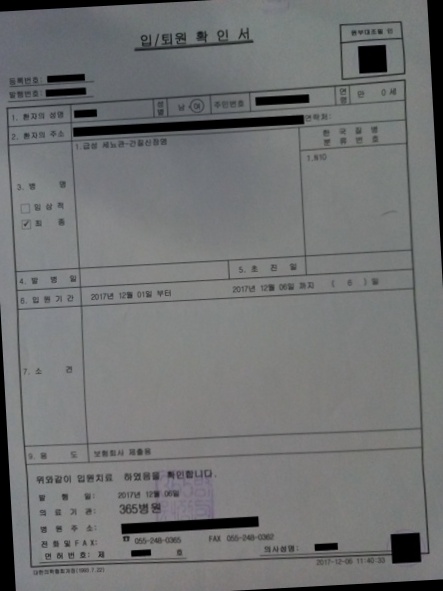 입/퇴원 확 인 서
원부대조필 인
등록번호:
발행번호:
1. 환자의 성명 성별 남 여 주민번호 연령 만 0 세
2. 환자의 주소 연락처:
3. 병 명
임상적
최 종
1.급성 세뇨관-간질신장염
한 국 질 병
분 류 번 호
1.N10
4. 발 병 일
5. 초 진 일
6. 입원기간 2017년 12월 01일 부터 2017년 12월 06일 까지 ( 6 ) 일
7. 소 견
9. 용 도 보험회사 제출용
위와같이 입원치료 하였음을 확인합니다.
발 행 일: 2017년 12월 06일
의 료 기 관: 365병원
병 원 주 소:
전 화 및 F A X: ☎ 055-248-0365 FAX 055-248-0362
면 허 번 호: 제 호 의사성명:
2017-12-06 11:40:33